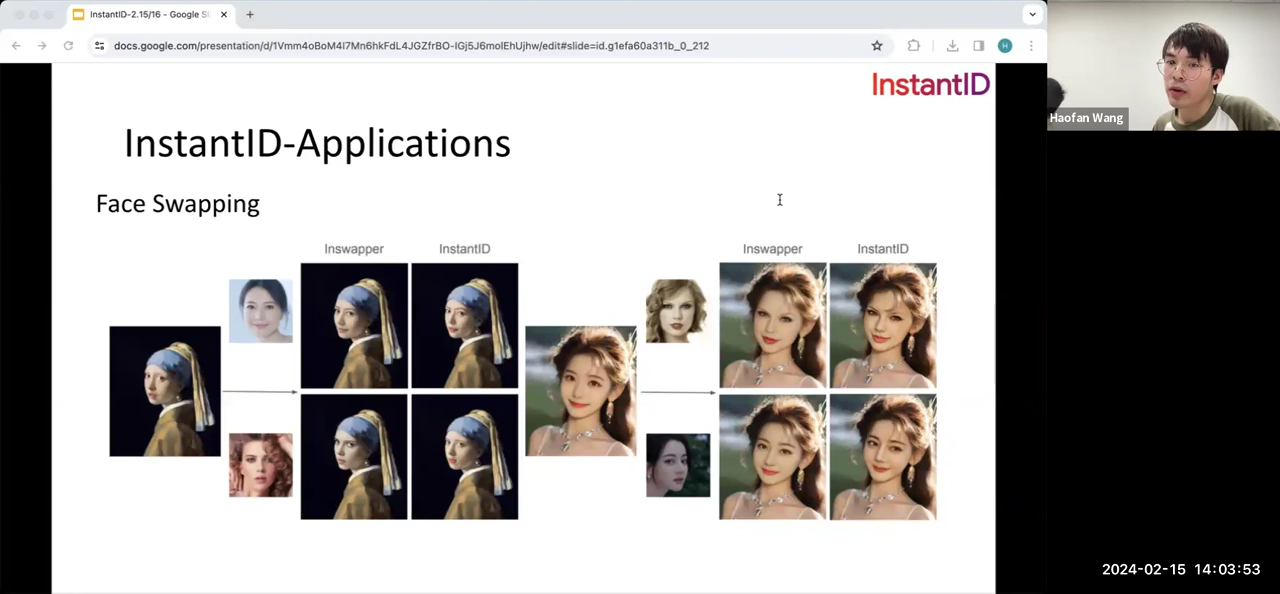 InstantID-2.15/16 - Google Sl
docs.google.com/presentation/d/1Vmm4oBoM4l7Mn6hkFdL4JGZfrBO-IGj5J6molEhUjhw/edit#slide=id.g1efa60a311b_0_212
H
InstantID
Haofan Wang
InstantID-Applications
Face Swapping
Inswapper InstantID Inswapper InstantID
2024-02-15 14:03:53